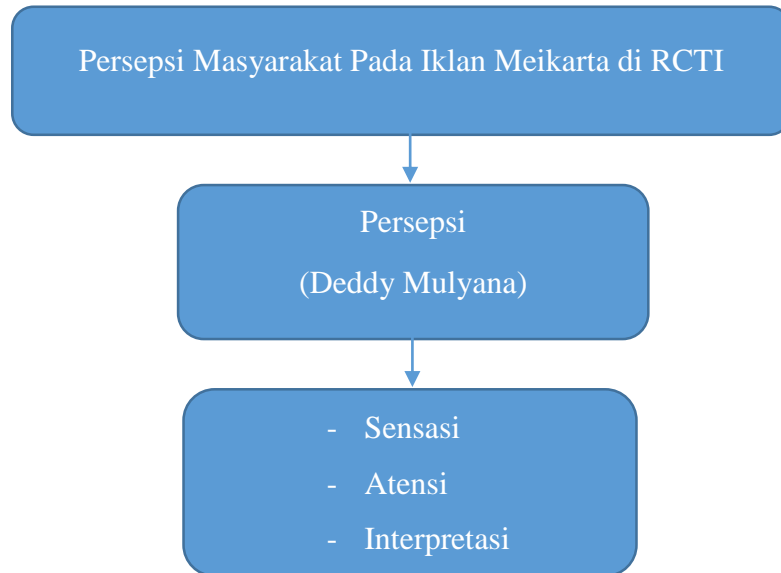 Persepsi Masyarakat Pada Iklan Meikarta di RCTI
Persepsi
(Deddy Mulyana)
- Sensasi
- Atensi
- Interpretasi